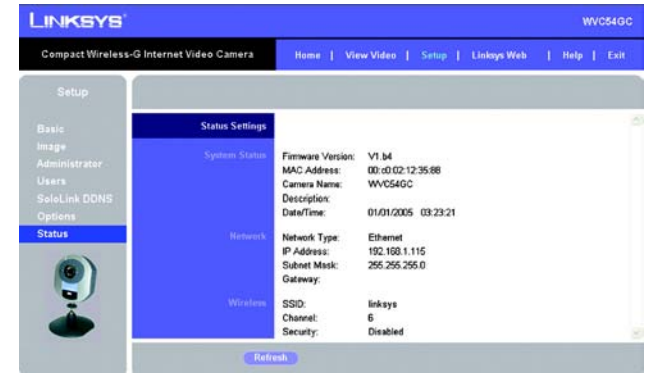 LINKSYS®
WVC54GC
Compact Wireless-G Internet Video Camera
Home | View Video | Setup | Linksys Web | Help | Exit
Setup
Basic
Image
Administrator
Users
SoloLink DDNS
Options
Status
Status Settings
System Status
Firmware Version: V1.b4
MAC Address: 00:c0:02:12:35:88
Camera Name: WVC54GC
Description:
Date/Time: 01/01/2005 03:23:21
Network
Network Type: Ethernet
IP Address: 192.168.1.115
Subnet Mask: 255.255.255.0
Gateway:
Wireless
SSID: linksys
Channel: 6
Security: Disabled
Refresh